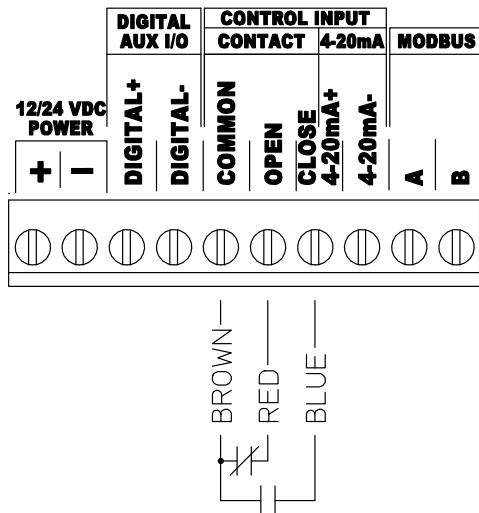 DIGITAL
AUX I/O
CONTROL INPUT
CONTACT
4-20mA
MODBUS
12/24 VDC
POWER
+
−
DIGITAL+
DIGITAL-
COMMON
OPEN
CLOSE
4-20mA+
4-20mA-
A
B
BROWN
RED
BLUE